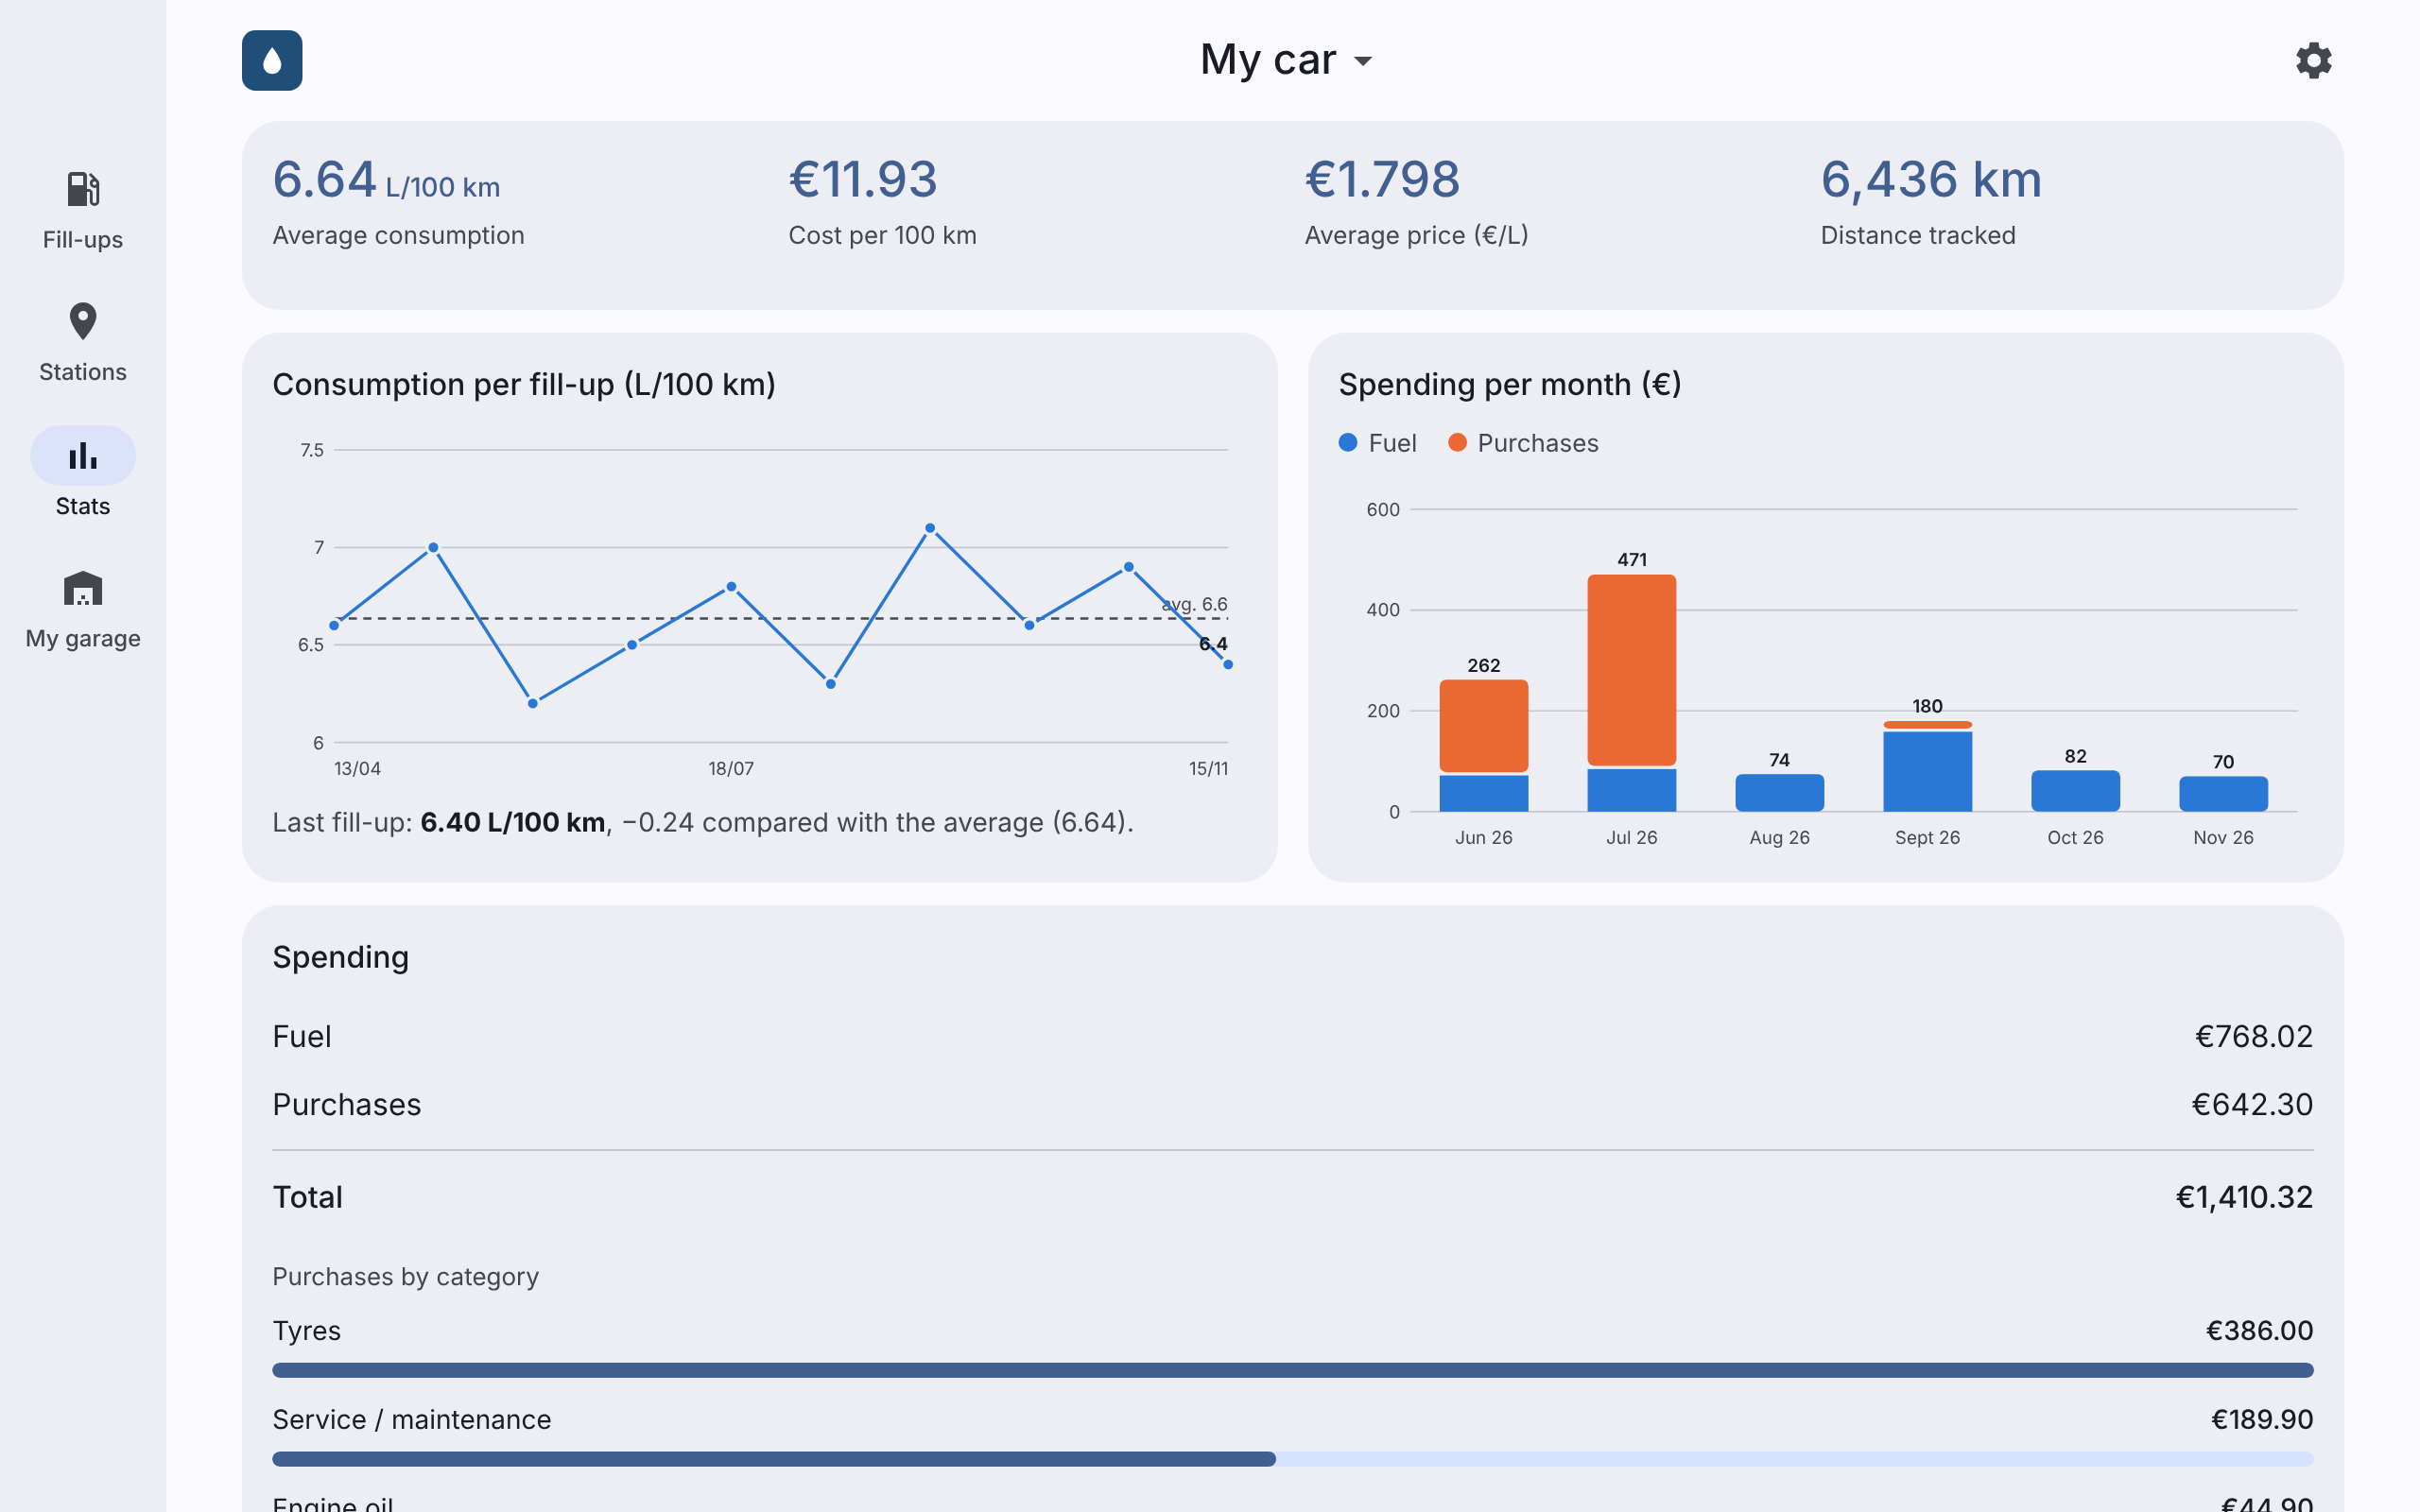 My car
Fill-ups
Stations
Stats
My garage
6.64 L/100 km
Average consumption
€11.93
Cost per 100 km
€1.798
Average price (€/L)
6,436 km
Distance tracked
Consumption per fill-up (L/100 km)
7.5
7
6.5
6
avg. 6.6
6.4
13/04
18/07
15/11
Last fill-up: 6.40 L/100 km, −0.24 compared with the average (6.64).
Spending per month (€)
Fuel
Purchases
600
400
200
0
262
471
74
180
82
70
Jun 26
Jul 26
Aug 26
Sept 26
Oct 26
Nov 26
Spending
Fuel €768.02
Purchases €642.30
Total €1,410.32
Purchases by category
Tyres €386.00
Service / maintenance €189.90
Engine oil €44.90